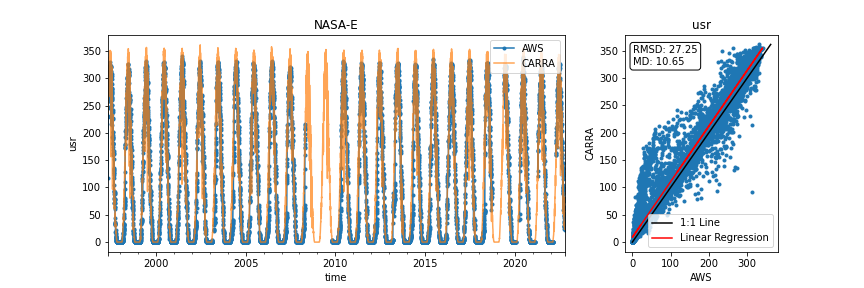 NASA-E
usr
350
300
250
200
150
100
50
0
usr
AWS
CARRA
2000
2005
2010
2015
2020
time
usr
350
300
250
200
150
100
50
0
CARRA
RMSD: 27.25
MD: 10.65
1:1 Line
Linear Regression
0
100
200
300
AWS